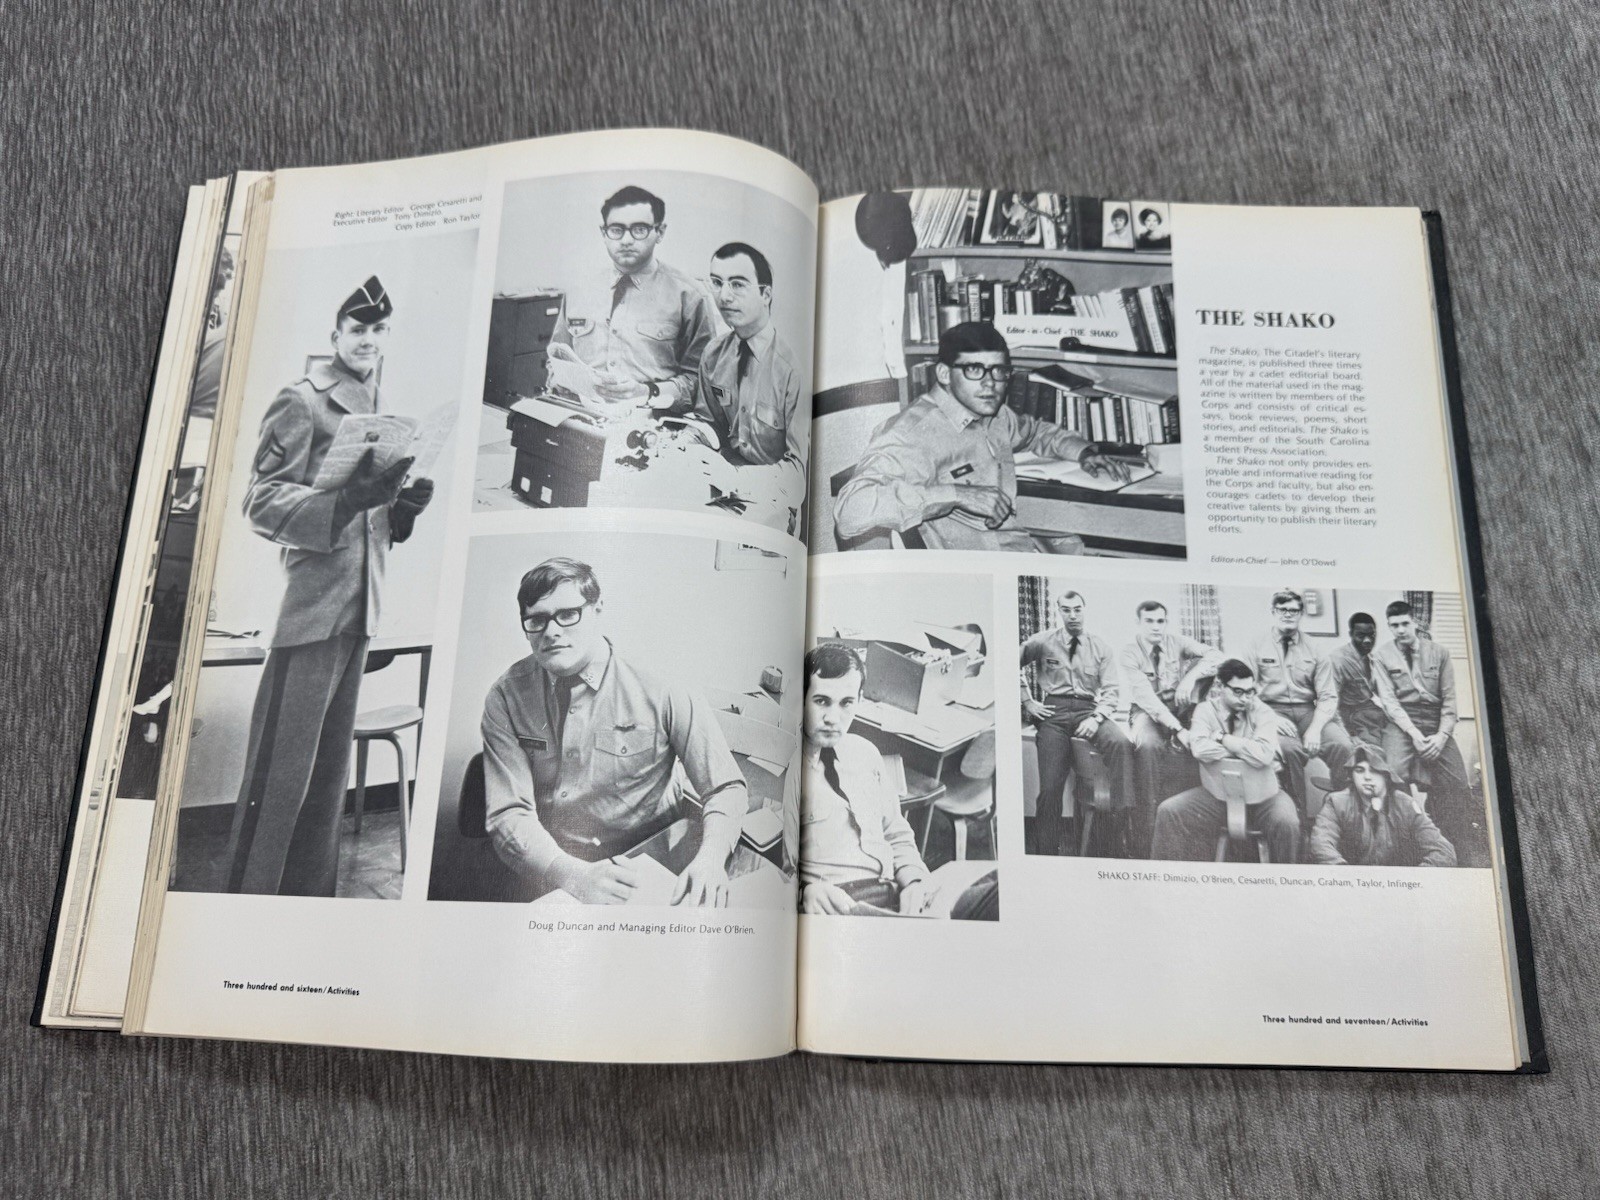 Right: Literary Editor George Cesaretti and
Executive Editor Tony Dimizio
Copy Editor Ron Taylor
Doug Duncan and Managing Editor Dave O'Brien.
Three hundred and sixteen/Activities
Editor - in - Chief - THE SHAKO
THE SHAKO
The Shako, The Citadel's literary
magazine, is published three times
a year by a cadet editorial board.
All of the material used in the mag-
azine is written by members of the
Corps and consists of critical es-
says, book reviews, poems, short
stories, and editorials. The Shako is
a member of the South Carolina
Student Press Association.
The Shako not only provides en-
joyable and informative reading for
the Corps and faculty, but also en-
courages cadets to develop their
creative talents by giving them an
opportunity to publish their literary
efforts.
Editor-in-Chief — John O'Dowd
SHAKO STAFF: Dimizio, O'Brien, Cesaretti, Duncan, Graham, Taylor, Infinger.
Three hundred and seventeen/Activities